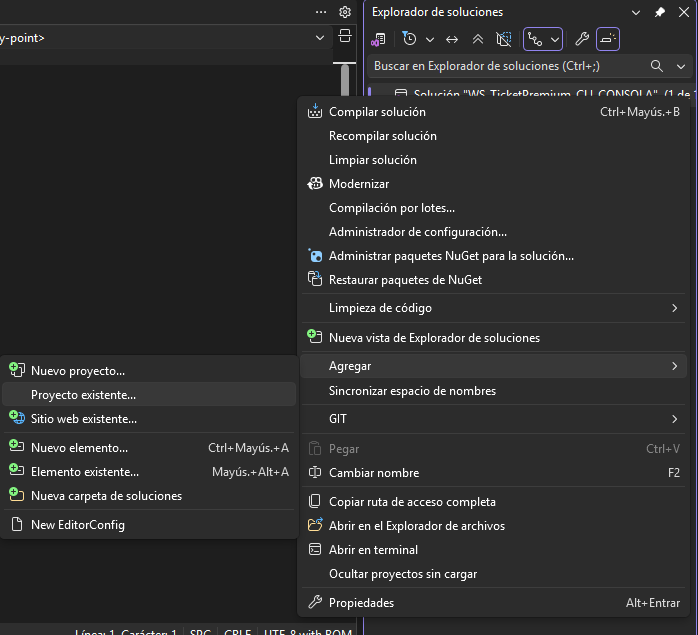 Explorador de soluciones
y-point>
Buscar en Explorador de soluciones (Ctrl+;)
Solución "WS_TicketPremium_CLI_CONSOLA" (1 de
Compilar solución Ctrl+Mayús.+B
Recompilar solución
Limpiar solución
Modernizar
Compilación por lotes...
Administrador de configuración...
Administrar paquetes NuGet para la solución...
Restaurar paquetes de NuGet
Limpieza de código
Nueva vista de Explorador de soluciones
Agregar
Sincronizar espacio de nombres
GIT
Pegar Ctrl+V
Cambiar nombre F2
Copiar ruta de acceso completa
Abrir en el Explorador de archivos
Abrir en terminal
Ocultar proyectos sin cargar
Propiedades Alt+Entrar
Nuevo proyecto...
Proyecto existente...
Sitio web existente...
Nuevo elemento... Ctrl+Mayús.+A
Elemento existente... Mayús.+Alt+A
Nueva carpeta de soluciones
New EditorConfig
Línea: 1 Carácter: 1 SPC CRLF UTF-8 with BOM